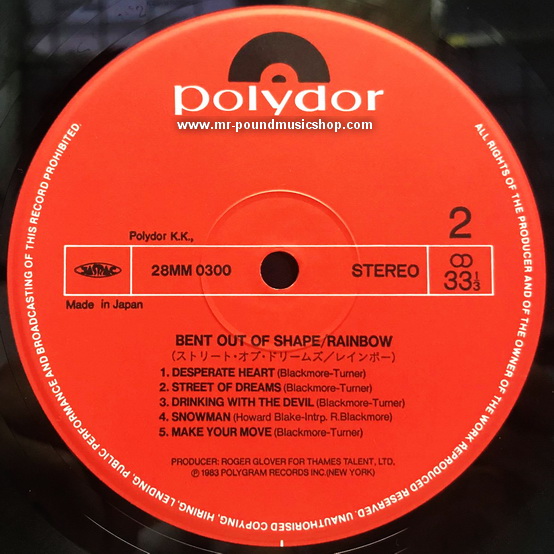 polydor
www.mr-poundmusicshop.com
ALL RIGHTS OF THE PRODUCER AND OF THE OWNER OF THE WORK REPRODUCED RESERVED. UNAUTHORISED COPYING, HIRING, LENDING, PUBLIC PERFORMANCE AND BROADCASTING OF THIS RECORD PROHIBITED.
2
Polydor K.K.,
JASRAC
28MM 0300
STEREO
33 1/3
Made in Japan
BENT OUT OF SHAPE/RAINBOW
(ストリート・オブ・ドリームズ/レインボー)
1. DESPERATE HEART (Blackmore-Turner)
2. STREET OF DREAMS (Blackmore-Turner)
3. DRINKING WITH THE DEVIL (Blackmore-Turner)
4. SNOWMAN (Howard Blake-Intrp. R.Blackmore)
5. MAKE YOUR MOVE (Blackmore-Turner)
PRODUCER: ROGER GLOVER FOR THAMES TALENT, LTD.
Ⓟ1983 POLYGRAM RECORDS INC.(NEW YORK)